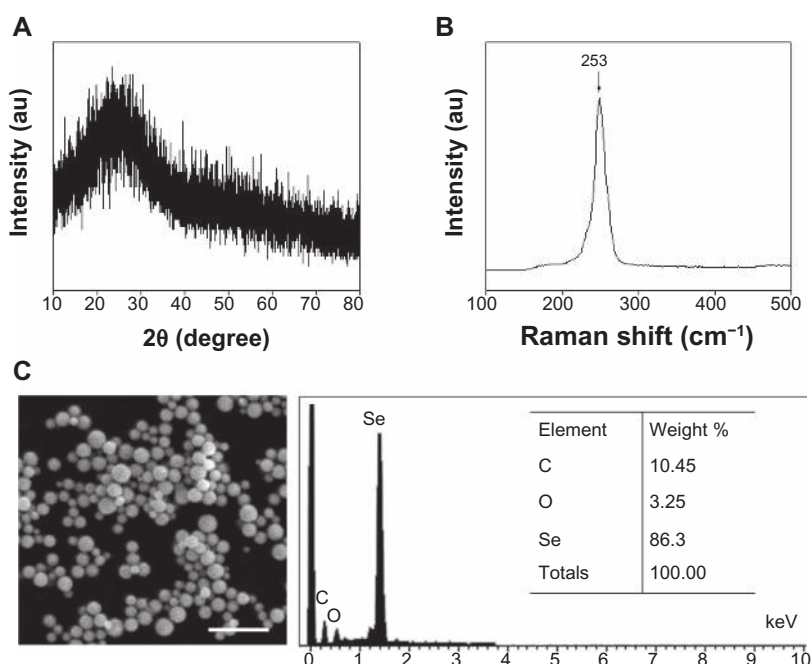 A
Intensity (au)
10 20 30 40 50 60 70 80
2θ (degree)
B
Intensity (au)
253
100 200 300 400 500
Raman shift (cm⁻¹)
C
Se
C
O
Element Weight %
C 10.45
O 3.25
Se 86.3
Totals 100.00
keV
0 1 2 3 4 5 6 7 8 9 10